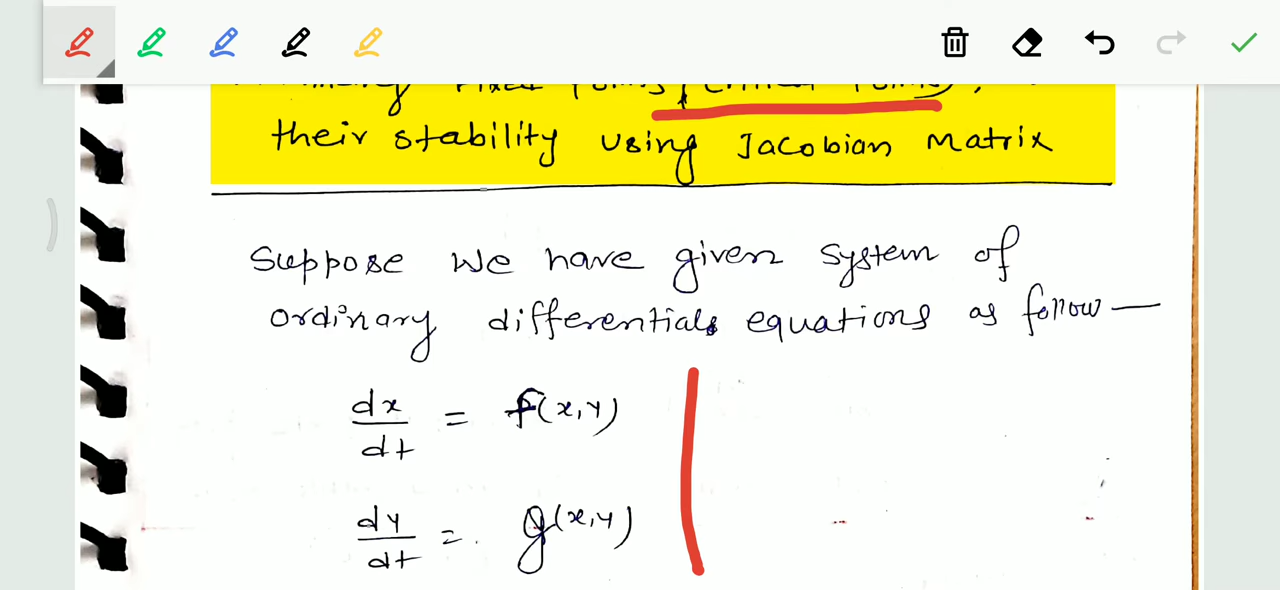 their stability using Jacobian Matrix
Suppose we have given system of
ordinary differentials equations as follow —
dx/dt = f(x,y)
dy/dt = g(x,y)